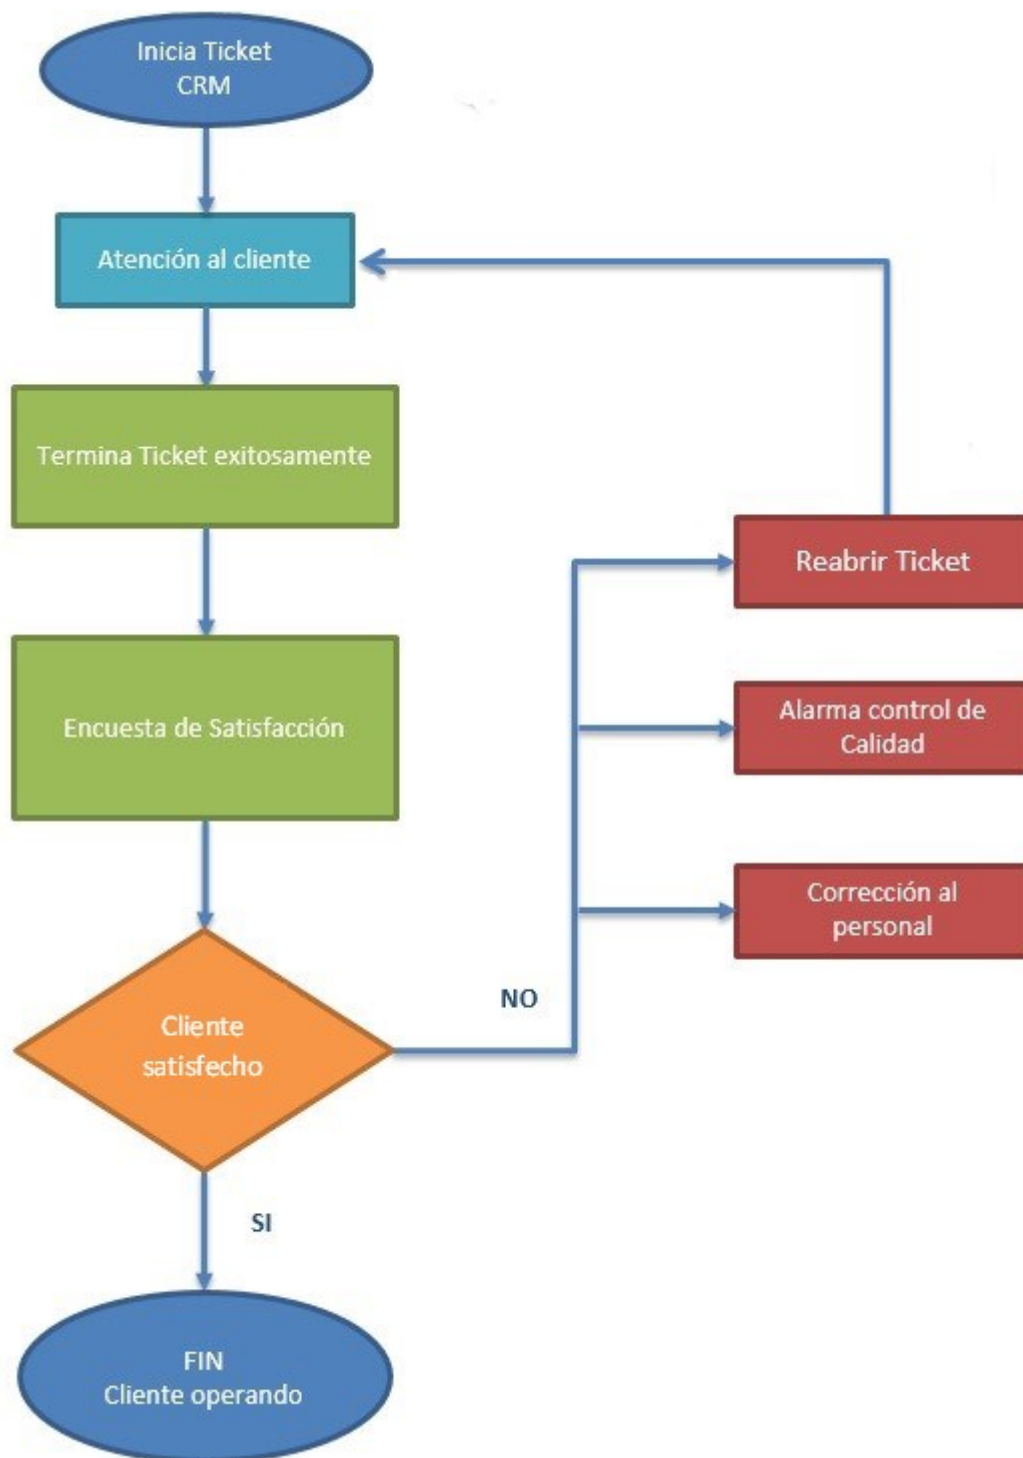 Inicia Ticket
CRM
Atención al cliente
Termina Ticket exitosamente
Reabrir Ticket
Encuesta de Satisfacción
Alarma control de
Calidad
Corrección al
personal
NO
Cliente
satisfecho
SI
FIN
Cliente operando